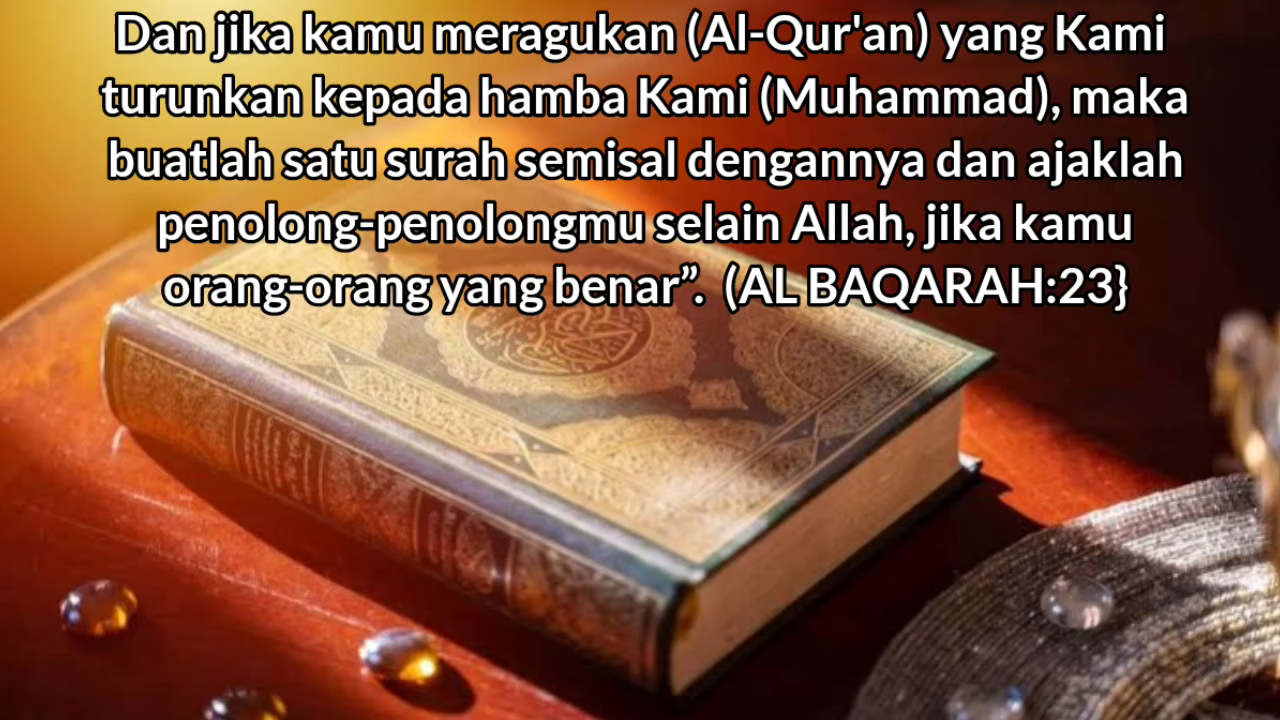 Dan jika kamu meragukan (Al-Qur'an) yang Kami
turunkan kepada hamba Kami (Muhammad), maka
buatlah satu surah semisal dengannya dan ajaklah
penolong-penolongmu selain Allah, jika kamu
orang-orang yang benar”. (AL BAQARAH:23}